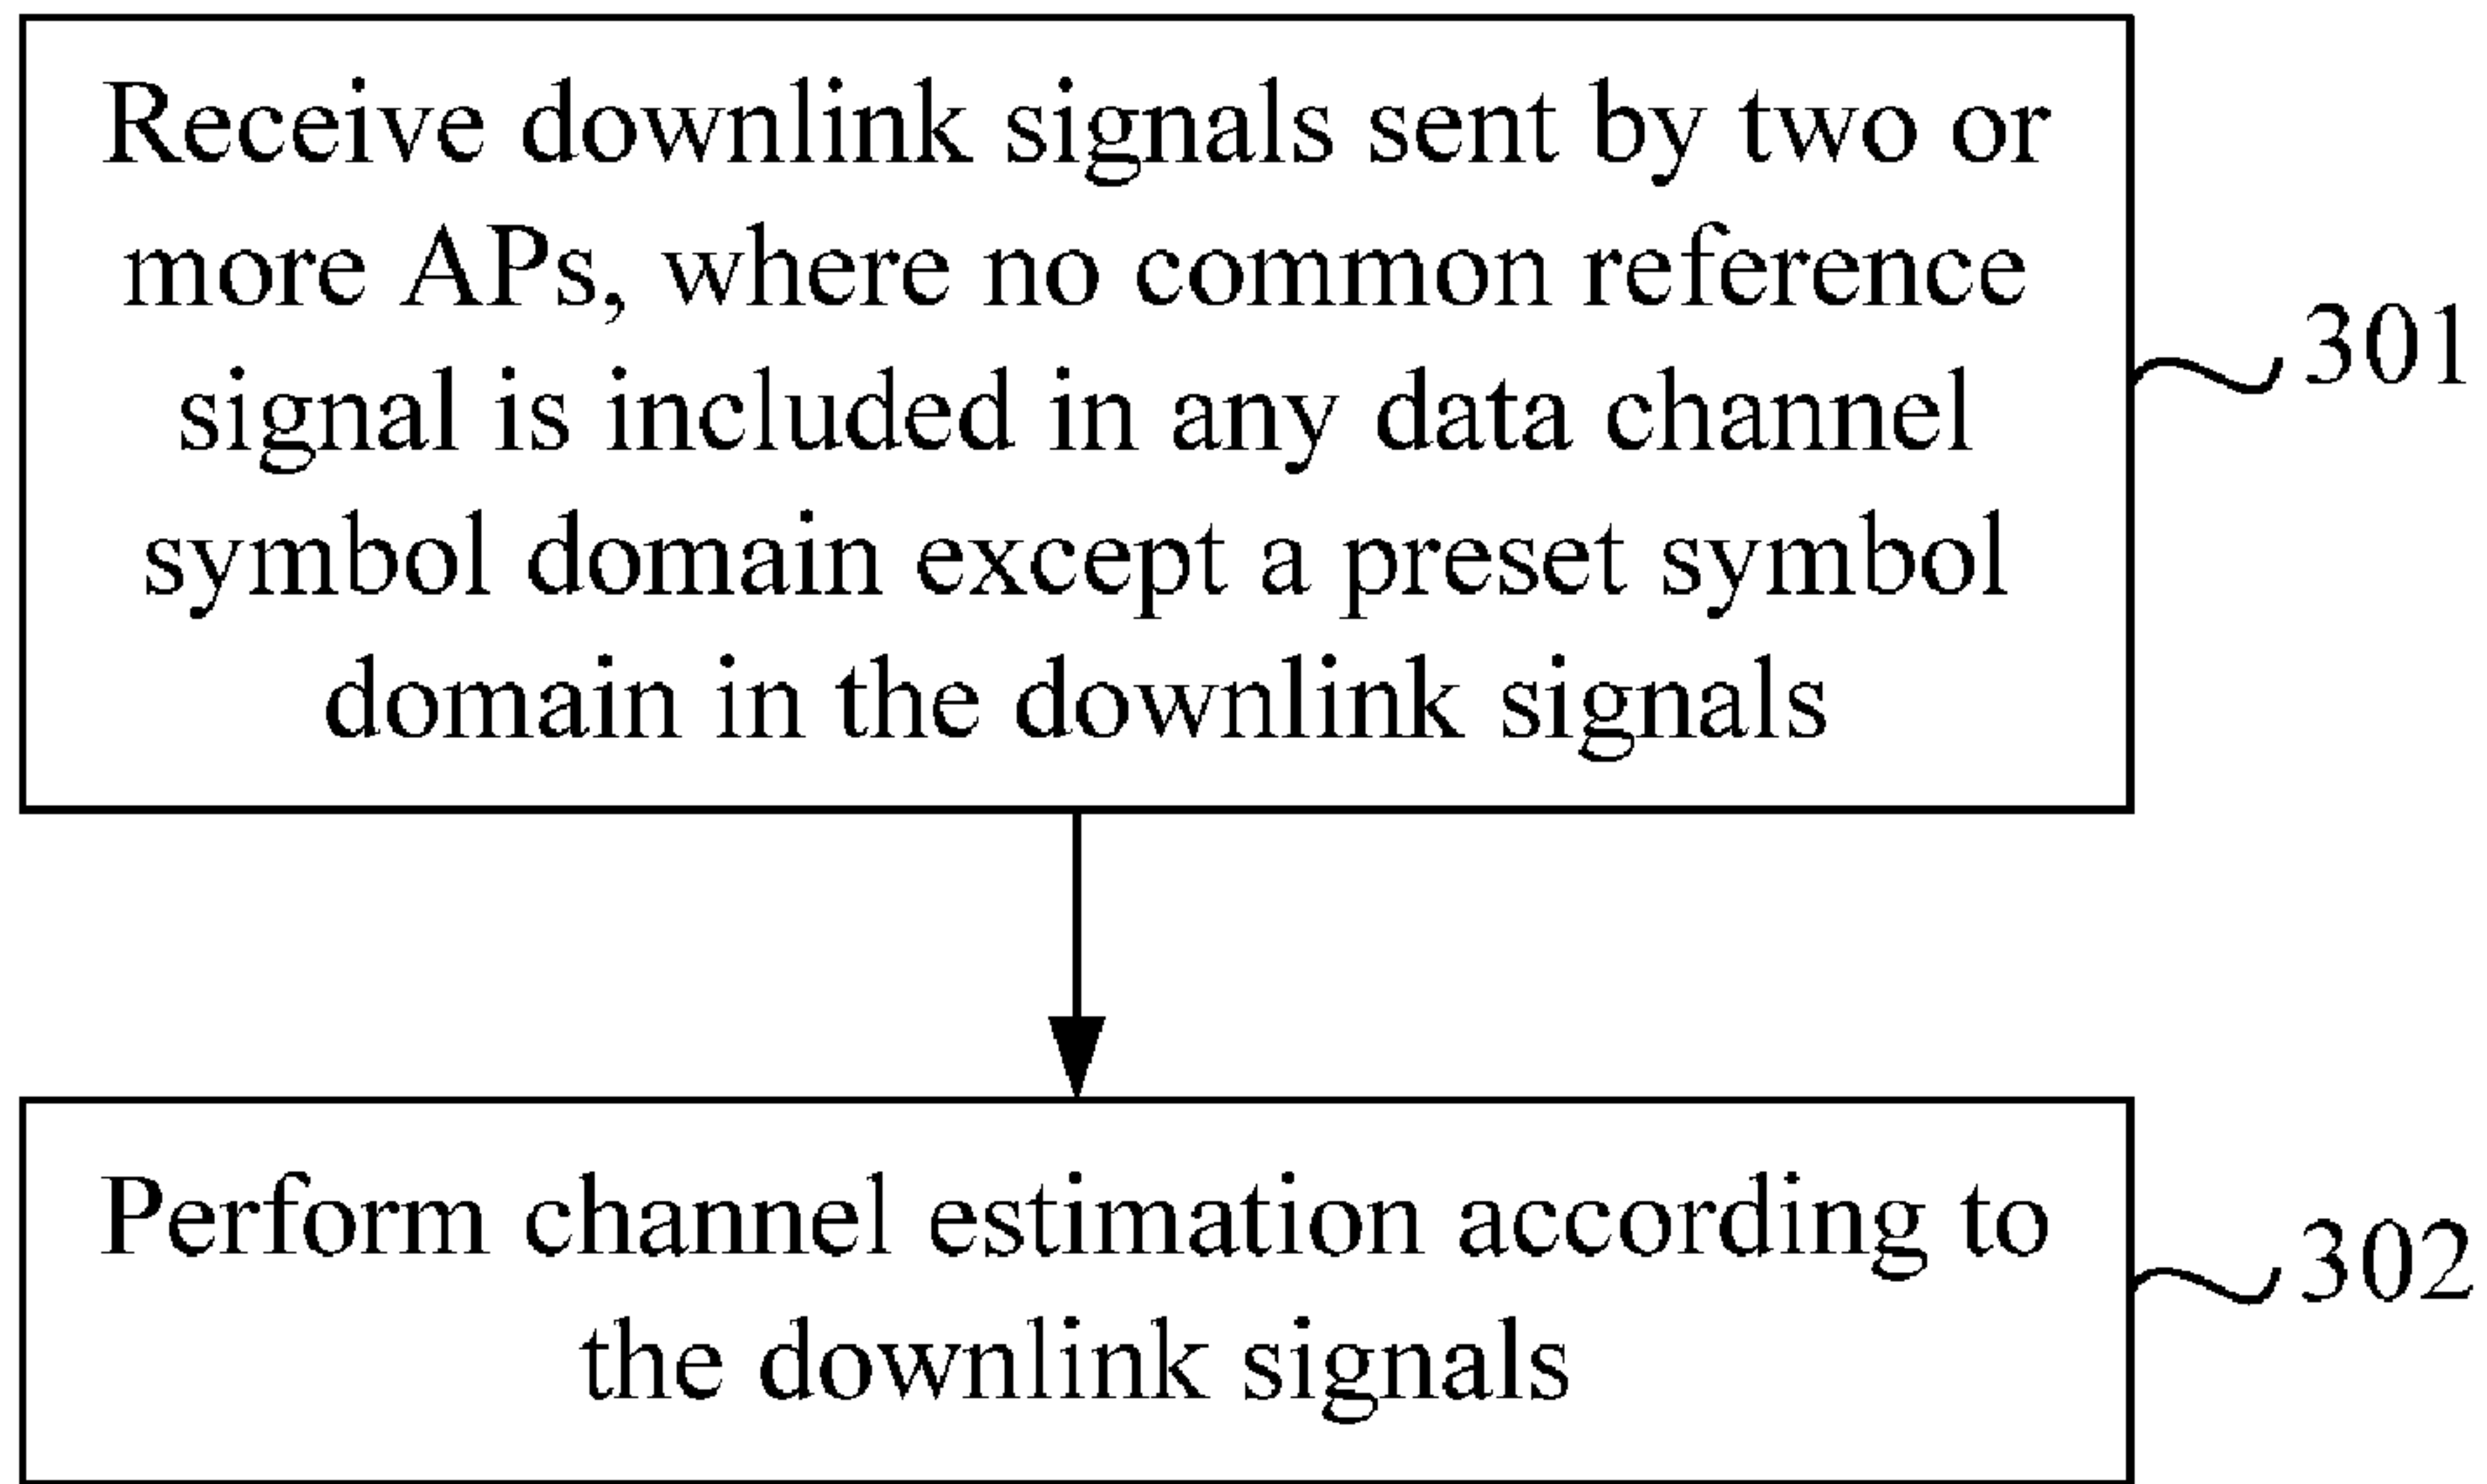 Receive downlink signals sent by two or
more APs, where no common reference
signal is included in any data channel
symbol domain except a preset symbol
domain in the downlink signals
301
Perform channel estimation according to
the downlink signals
302